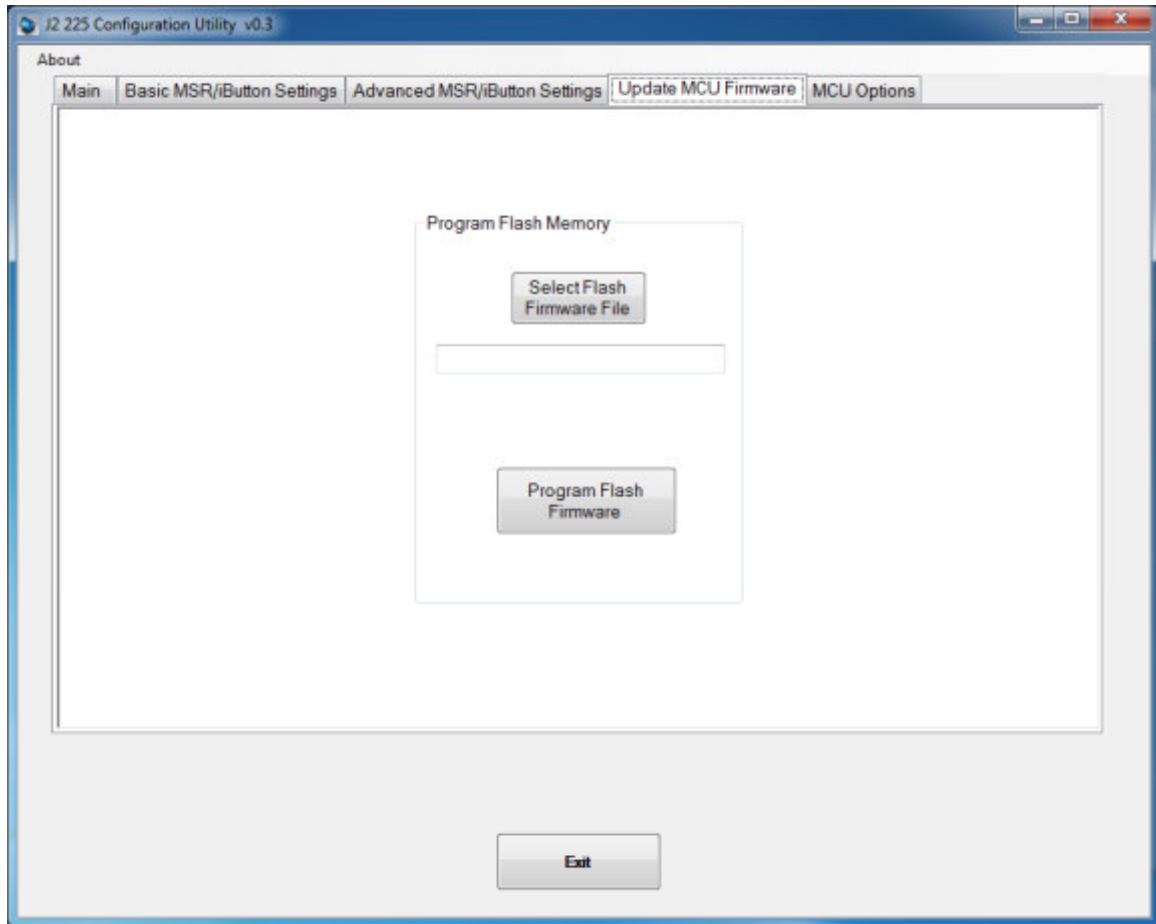 J2 225 Configuration Utility v0.3
About
Main Basic MSR/iButton Settings Advanced MSR/iButton Settings Update MCU Firmware MCU Options
Program Flash Memory
Select Flash
Firmware File
Program Flash
Firmware
Exit